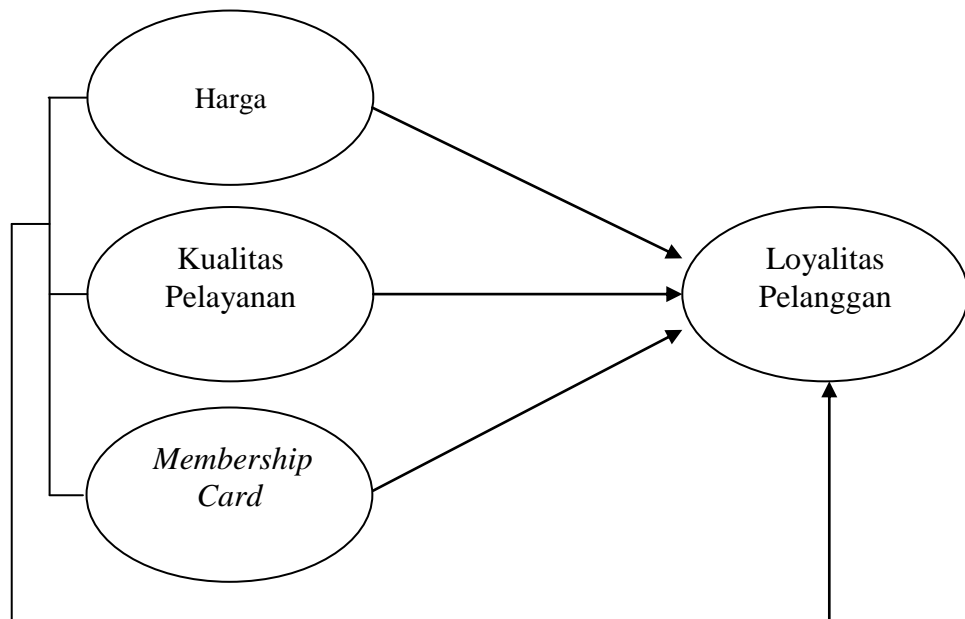 Harga
Kualitas
Pelayanan
Membership
Card
Loyalitas
Pelanggan